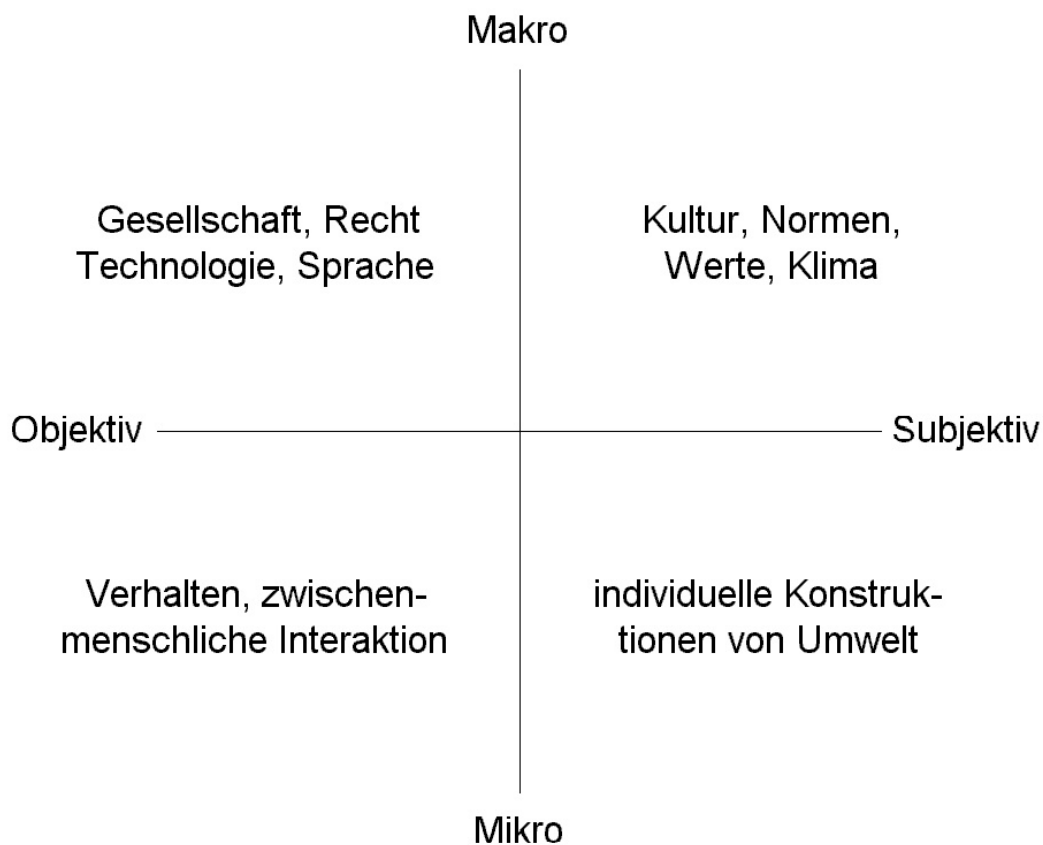 Makro
Gesellschaft, Recht
Technologie, Sprache
Kultur, Normen,
Werte, Klima
Objektiv
Subjektiv
Verhalten, zwischen-
menschliche Interaktion
individuelle Konstruk-
tionen von Umwelt
Mikro